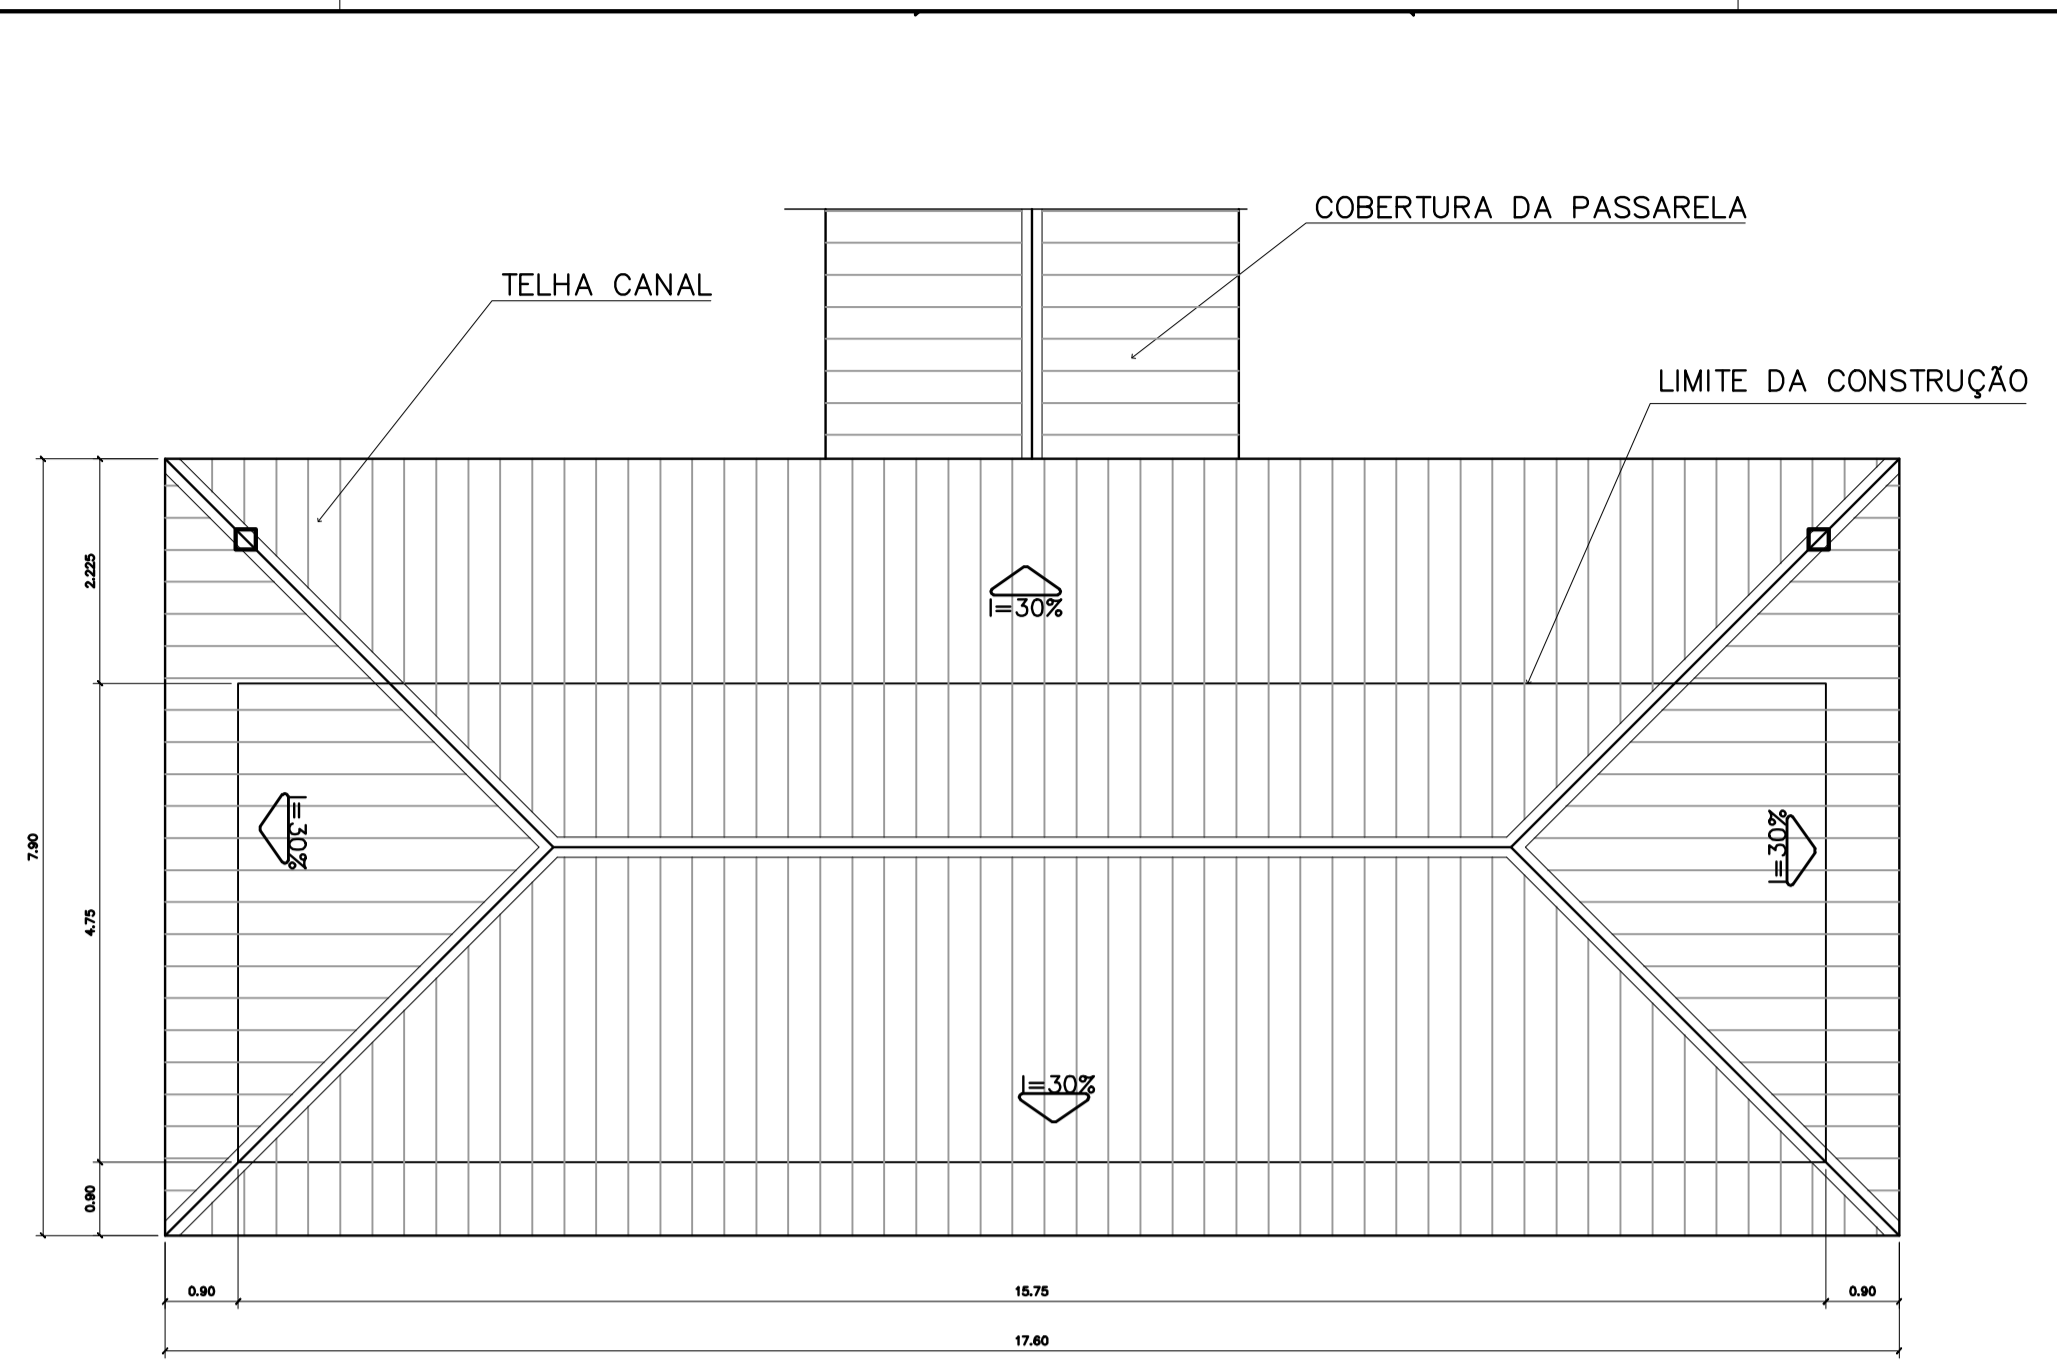 COBERTURA DA PASSARELA
TELHA CANAL
LIMITE DA CONSTRUÇÃO
2.225
I=30%
7.90
I=30%
I=30%
4.75
I=30%
0.90
0.90
15.75
0.90
17.60